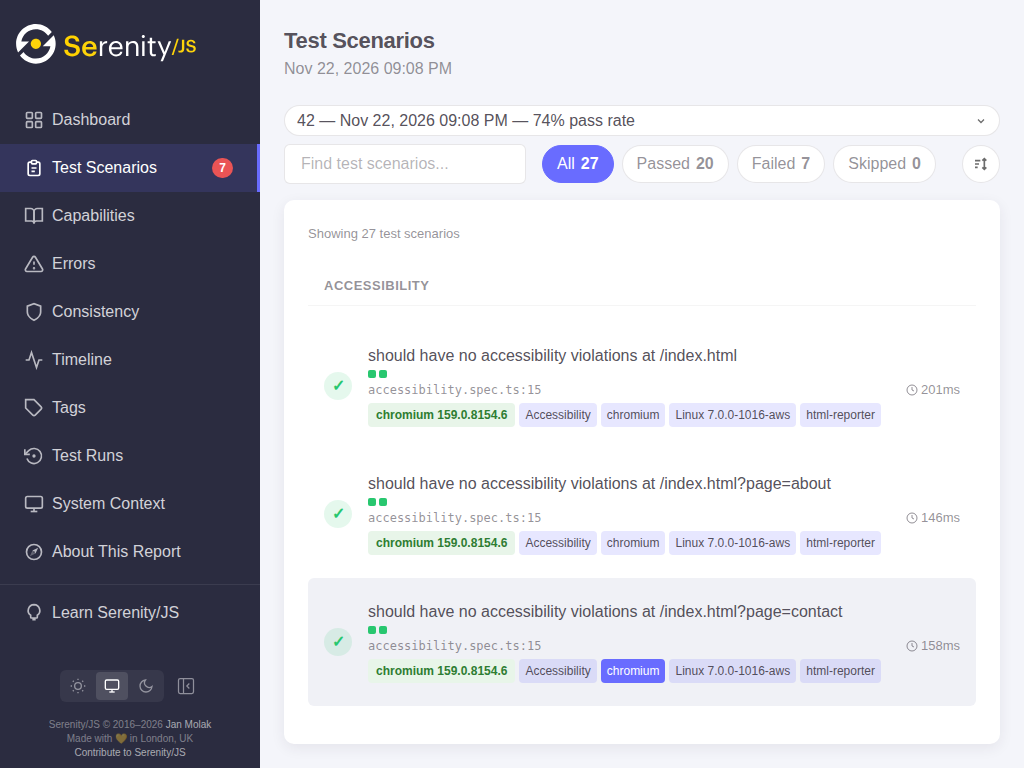 Serenity/JS
Dashboard
Test Scenarios 7
Capabilities
Errors
Consistency
Timeline
Tags
Test Runs
System Context
About This Report
Learn Serenity/JS
Serenity/JS © 2016–2026 Jan Molak
Made with 💛 in London, UK
Contribute to Serenity/JS
Test Scenarios
Nov 22, 2026 09:08 PM
42 — Nov 22, 2026 09:08 PM — 74% pass rate
Find test scenarios... All 27 Passed 20 Failed 7 Skipped 0
Showing 27 test scenarios
ACCESSIBILITY
should have no accessibility violations at /index.html
accessibility.spec.ts:15 201ms
chromium 159.0.8154.6 Accessibility chromium Linux 7.0.0-1016-aws html-reporter
should have no accessibility violations at /index.html?page=about
accessibility.spec.ts:15 146ms
chromium 159.0.8154.6 Accessibility chromium Linux 7.0.0-1016-aws html-reporter
should have no accessibility violations at /index.html?page=contact
accessibility.spec.ts:15 158ms
chromium 159.0.8154.6 Accessibility chromium Linux 7.0.0-1016-aws html-reporter